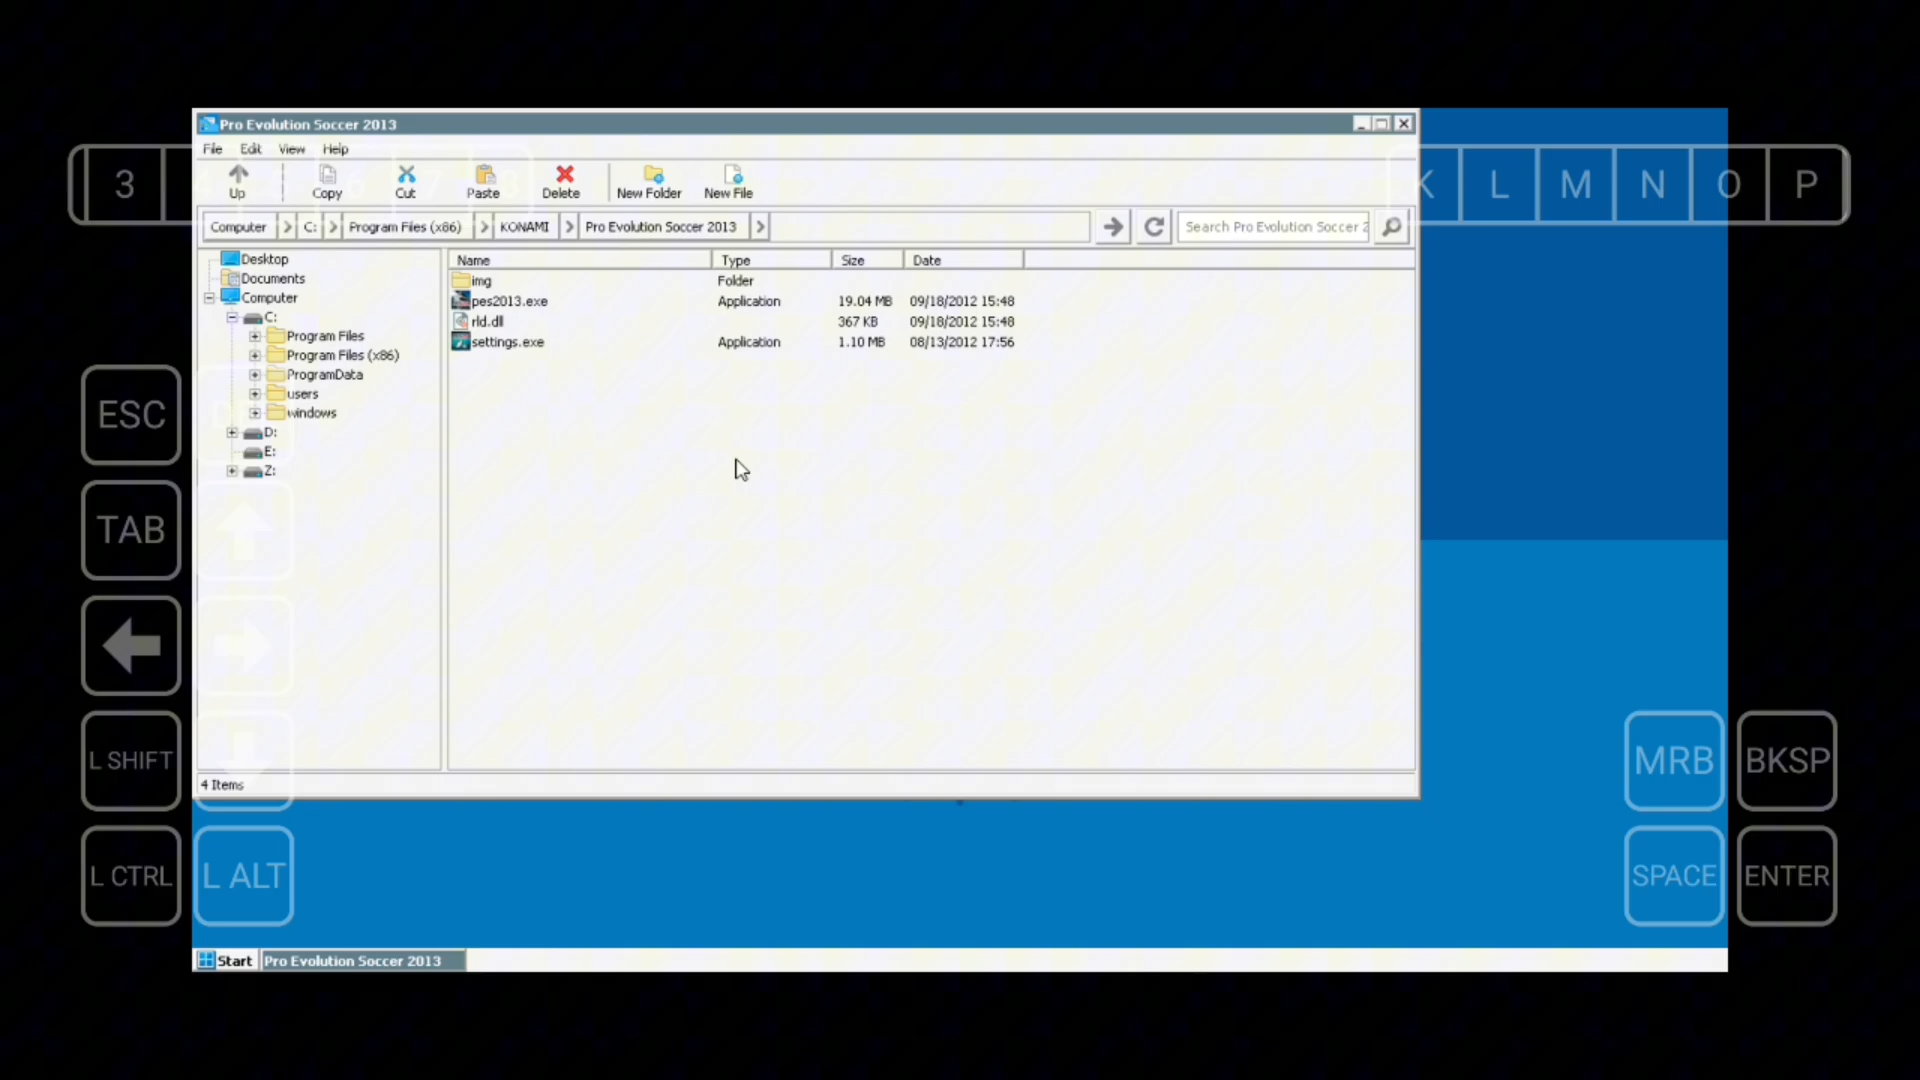 Pro Evolution Soccer 2013
File Edit View Help
3
K L M N O P
Up Copy Cut Paste Delete New Folder New File
Computer C: Program Files (x86) KONAMI Pro Evolution Soccer 2013 Search Pro Evolution Soccer 2
Desktop
Documents
Computer
C:
Program Files
Program Files (x86)
ProgramData
users
windows
D:
E:
Z:
Name Type Size Date
img Folder
pes2013.exe Application 19.04 MB 09/18/2012 15:48
rld.dll 367 KB 09/18/2012 15:48
settings.exe Application 1.10 MB 08/13/2012 17:56
4 Items
ESC
TAB
L SHIFT
L CTRL L ALT
MRB BKSP
SPACE ENTER
Start Pro Evolution Soccer 2013